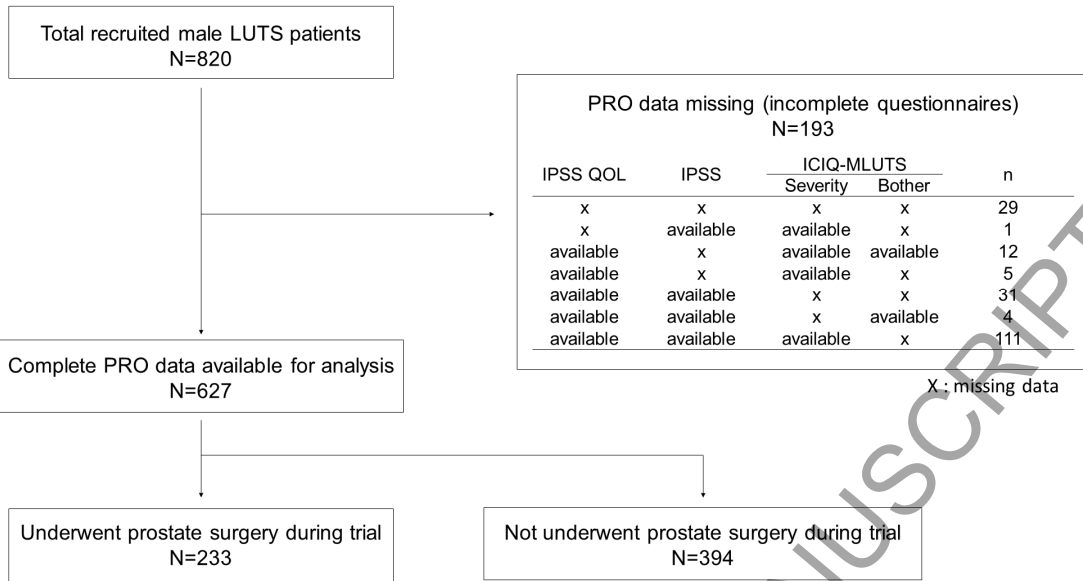 Total recruited male LUTS patients
N=820
PRO data missing (incomplete questionnaires)
N=193
ICIQ-MLUTS
IPSS QOL IPSS Severity Bother n
x x x x 29
x available available x 1
available x available available 12
available x available x 5
available available x x 31
available available x available 4
available available available x 111
X : missing data
Complete PRO data available for analysis
N=627
Underwent prostate surgery during trial
N=233
Not underwent prostate surgery during trial
N=394
NUSCRIPT